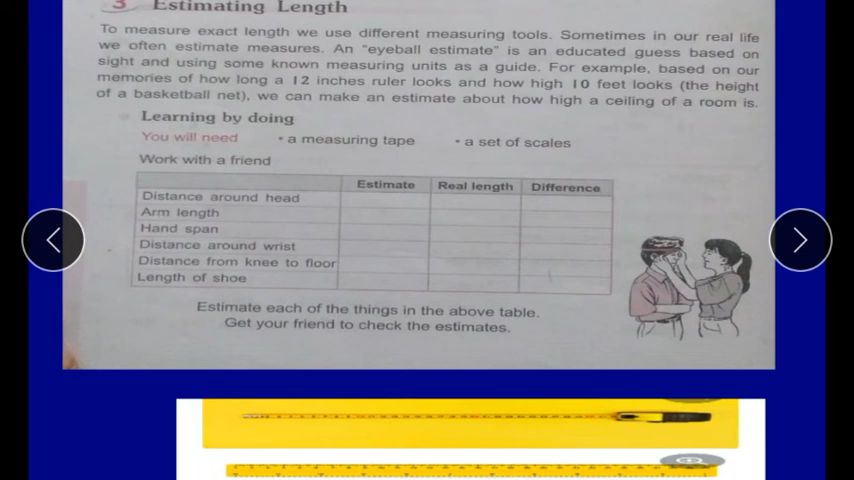 3 Estimating Length
To measure exact length we use different measuring tools. Sometimes in our real life
we often estimate measures. An "eyeball estimate" is an educated guess based on
sight and using some known measuring units as a guide. For example, based on our
memories of how long a 12 inches ruler looks and how high 10 feet looks (the height
of a basketball net), we can make an estimate about how high a ceiling of a room is.
Learning by doing
You will need • a measuring tape • a set of scales
Work with a friend
Estimate Real length Difference
Distance around head
Arm length
Hand span
Distance around wrist
Distance from knee to floor
Length of shoe
Estimate each of the things in the above table.
Get your friend to check the estimates.